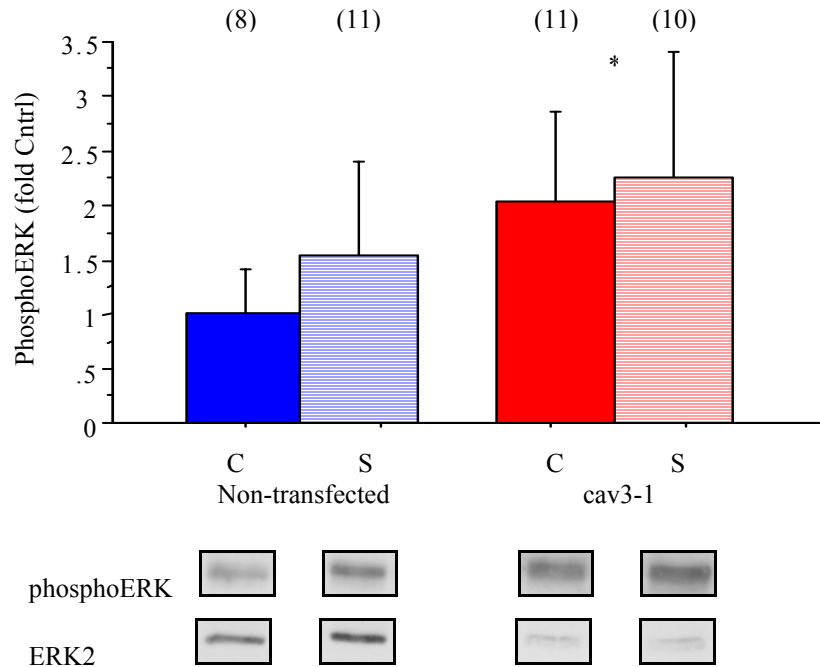 (8) (11) (11) (10)
3.5
*
3
2.5
2
1.5
1
.5
0
PhosphoERK (fold Cntrl)
C S C S
Non-transfected cav3-1
phosphoERK
ERK2